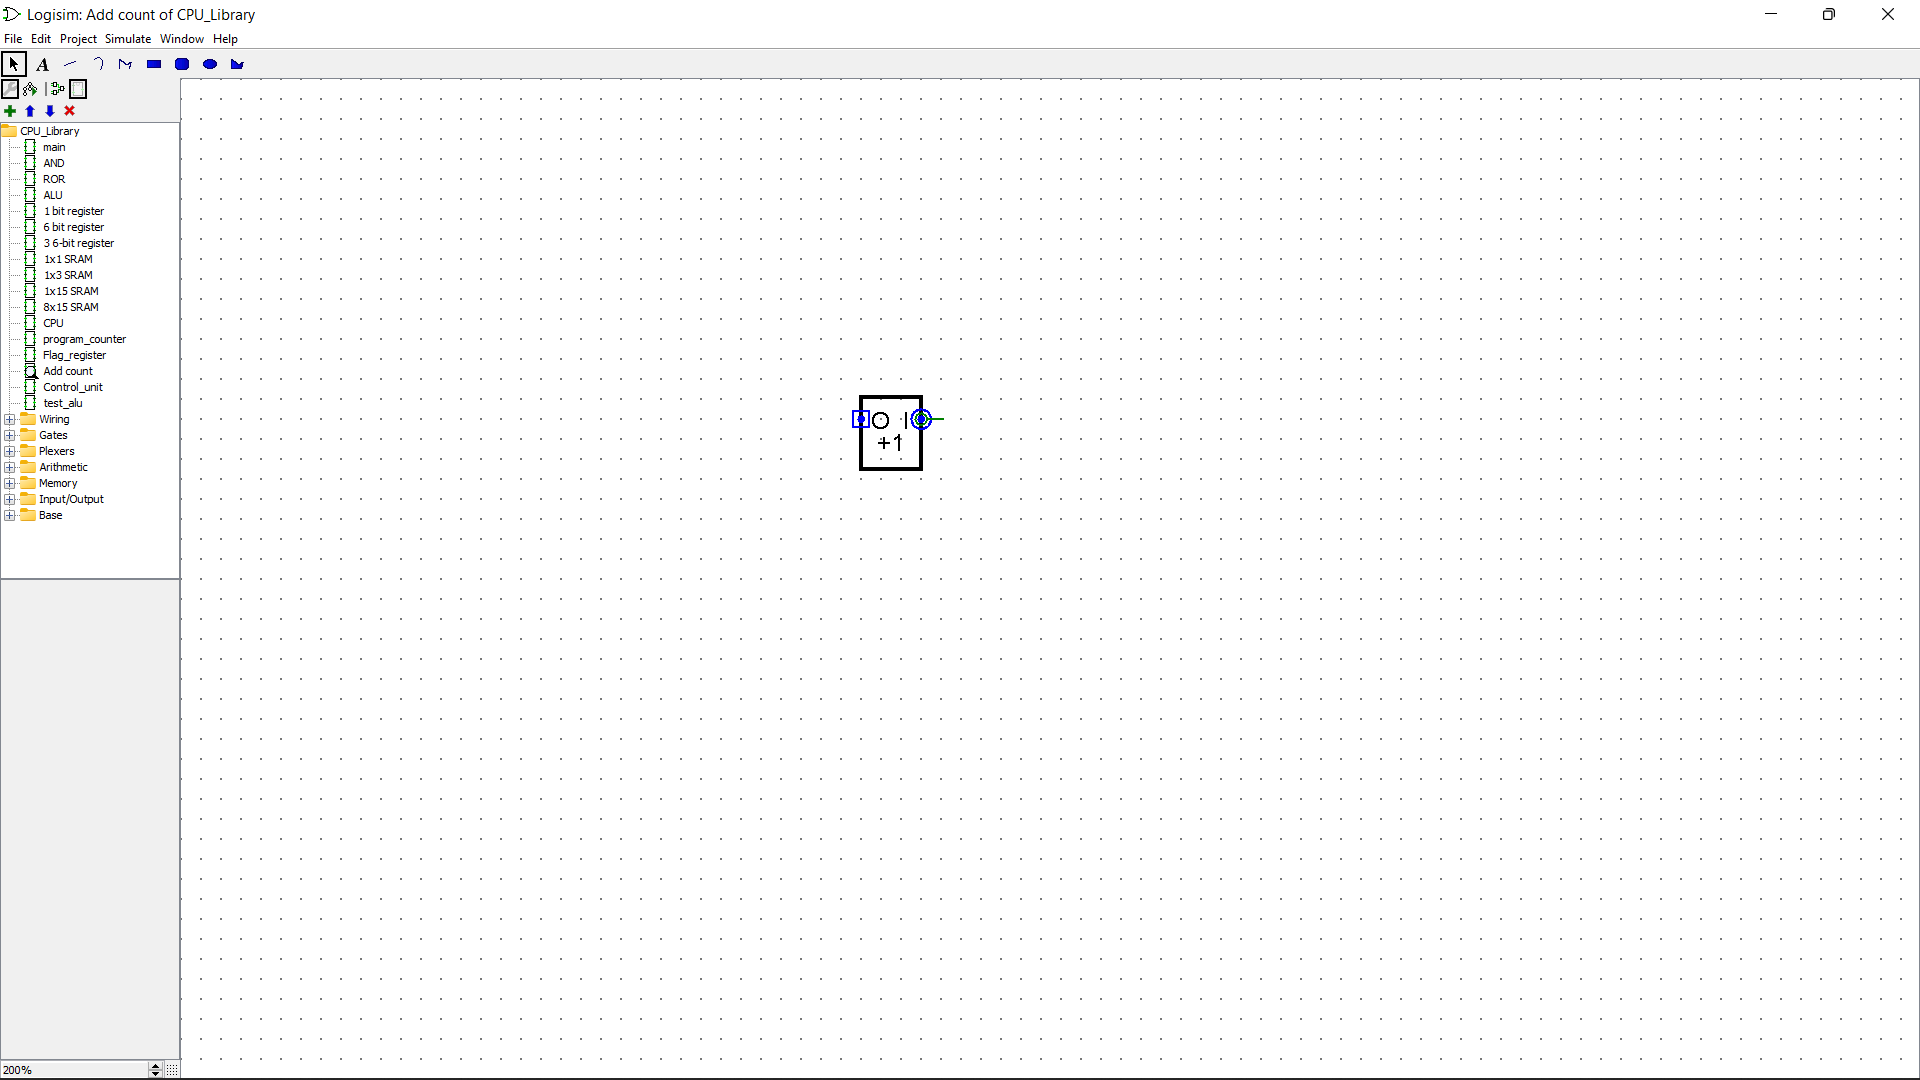 Logisim: Add count of CPU_Library
File Edit Project Simulate Window Help
A
CPU_Library
main
AND
ROR
ALU
1 bit register
6 bit register
3 6-bit register
1x1 SRAM
1x3 SRAM
1x15 SRAM
8x15 SRAM
CPU
program_counter
Flag_register
Add count
Control_unit
test_alu
Wiring
Gates
Plexers
Arithmetic
Memory
Input/Output
Base
O I
+1
200%